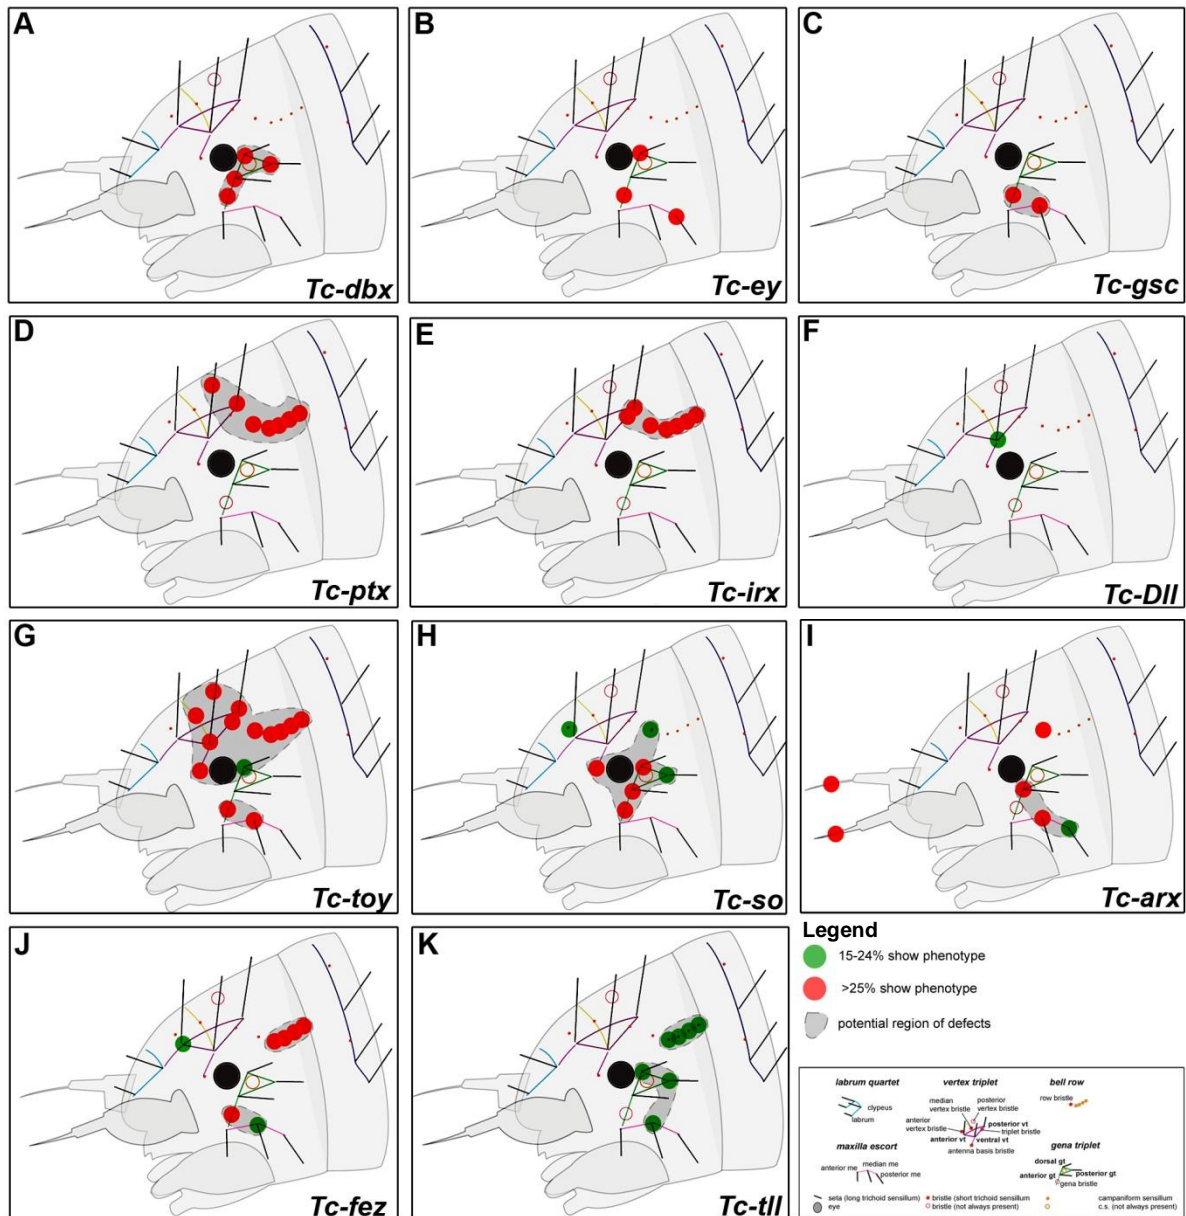 A
Tc-dbx
B
Tc-ey
C
Tc-gsc
D
Tc-ptx
E
Tc-irx
F
Tc-Dll
G
Tc-toy
H
Tc-so
I
Tc-arx
J
Tc-fez
K
Tc-tll
Legend
15-24% show phenotype
>25% show phenotype
potential region of defects
labrum quartet
clypeus
labrum
vertex triplet
median
vertex bristle
posterior
vertex bristle
anterior
vertex bristle
posterior vt
triplet bristle
anterior vt
ventral vt
antenna basis bristle
bell row
row bristle
maxilla escort
anterior me
median me
posterior me
gena triplet
dorsal gt
posterior gt
anterior gt
gena bristle
seta (long trichoid sensillum)
eye
bristle (short trichoid sensillum
bristle (not always present)
campaniform sensillum
c.s. (not always present)